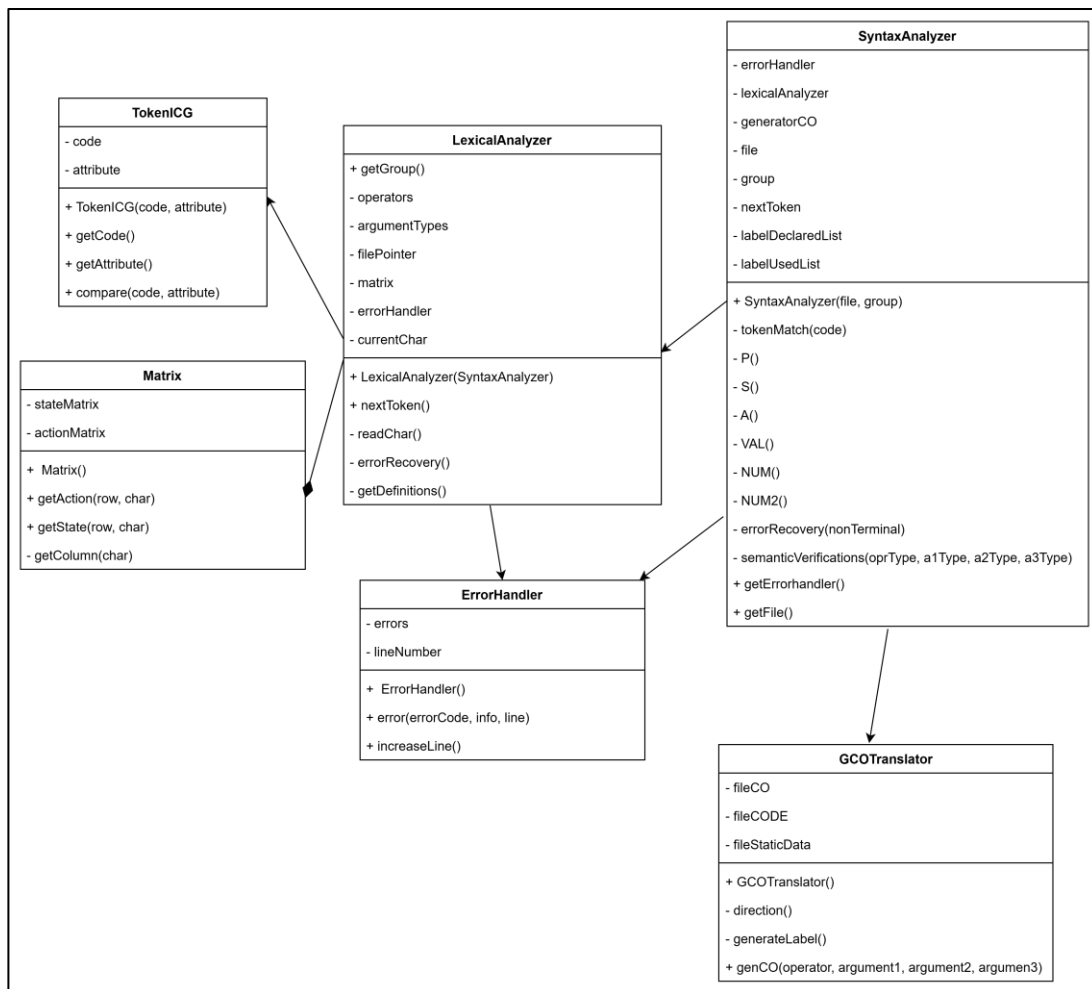 TokenICG
- code
- attribute
+ TokenICG(code, attribute)
+ getCode()
+ getAttribute()
+ compare(code, attribute)
Matrix
- stateMatrix
- actionMatrix
+ Matrix()
+ getAction(row, char)
+ getState(row, char)
- getColumn(char)
LexicalAnalyzer
+ getGroup()
- operators
- argumentTypes
- filePointer
- matrix
- errorHandler
- currentChar
+ LexicalAnalyzer(SyntaxAnalyzer)
+ nextToken()
- readChar()
- errorRecovery()
- getDefinitions()
ErrorHandler
- errors
- lineNumber
+ ErrorHandler()
+ error(errorCode, info, line)
+ increaseLine()
SyntaxAnalyzer
- errorHandler
- lexicalAnalyzer
- generatorCO
- file
- group
- nextToken
- labelDeclaredList
- labelUsedList
+ SyntaxAnalyzer(file, group)
- tokenMatch(code)
- P()
- S()
- A()
- VAL()
- NUM()
- NUM2()
- errorRecovery(nonTerminal)
- semanticVerifications(oprType, a1Type, a2Type, a3Type)
+ getErrorhandler()
+ getFile()
GCOTranslator
- fileCO
- fileCODE
- fileStaticData
+ GCOTranslator()
- direction()
- generateLabel()
+ genCO(operator, argument1, argument2, argumen3)